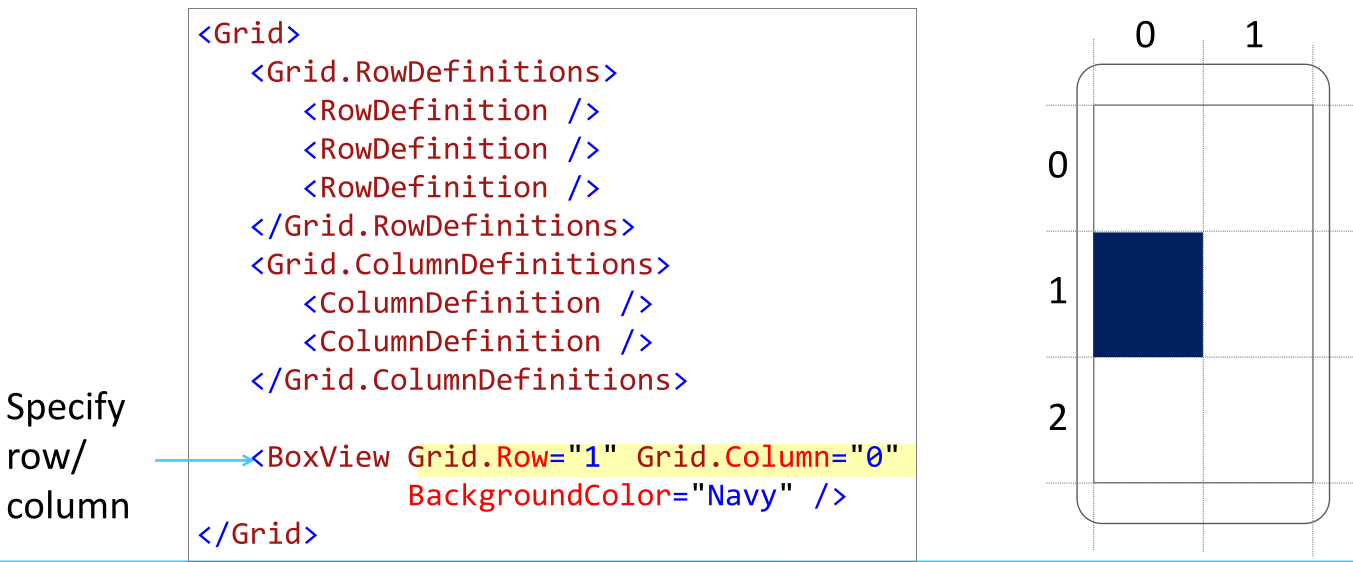 <Grid>
<Grid.RowDefinitions>
<RowDefinition />
<RowDefinition />
<RowDefinition />
</Grid.RowDefinitions>
<Grid.ColumnDefinitions>
<ColumnDefinition />
<ColumnDefinition />
</Grid.ColumnDefinitions>
<BoxView Grid.Row="1" Grid.Column="0"
BackgroundColor="Navy" />
</Grid>
Specify
row/
column
0 1
0
1
2